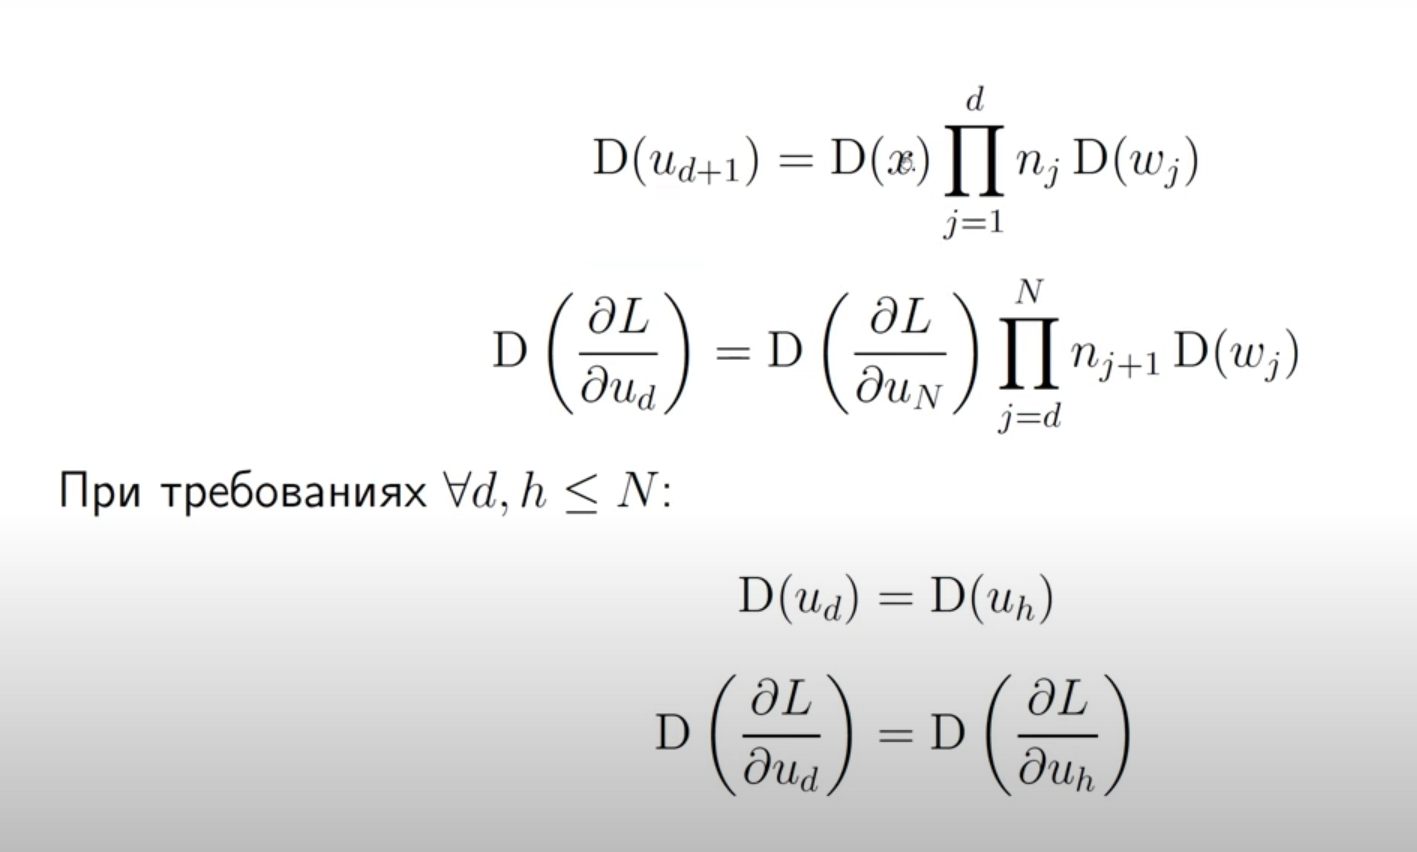 D(u_{d+1}) = D(x) ∏_{j=1}^{d} n_j D(w_j)
D(∂L/∂u_d) = D(∂L/∂u_N) ∏_{j=d}^{N} n_{j+1} D(w_j)
При требованиях ∀d, h ≤ N:
D(u_d) = D(u_h)
D(∂L/∂u_d) = D(∂L/∂u_h)